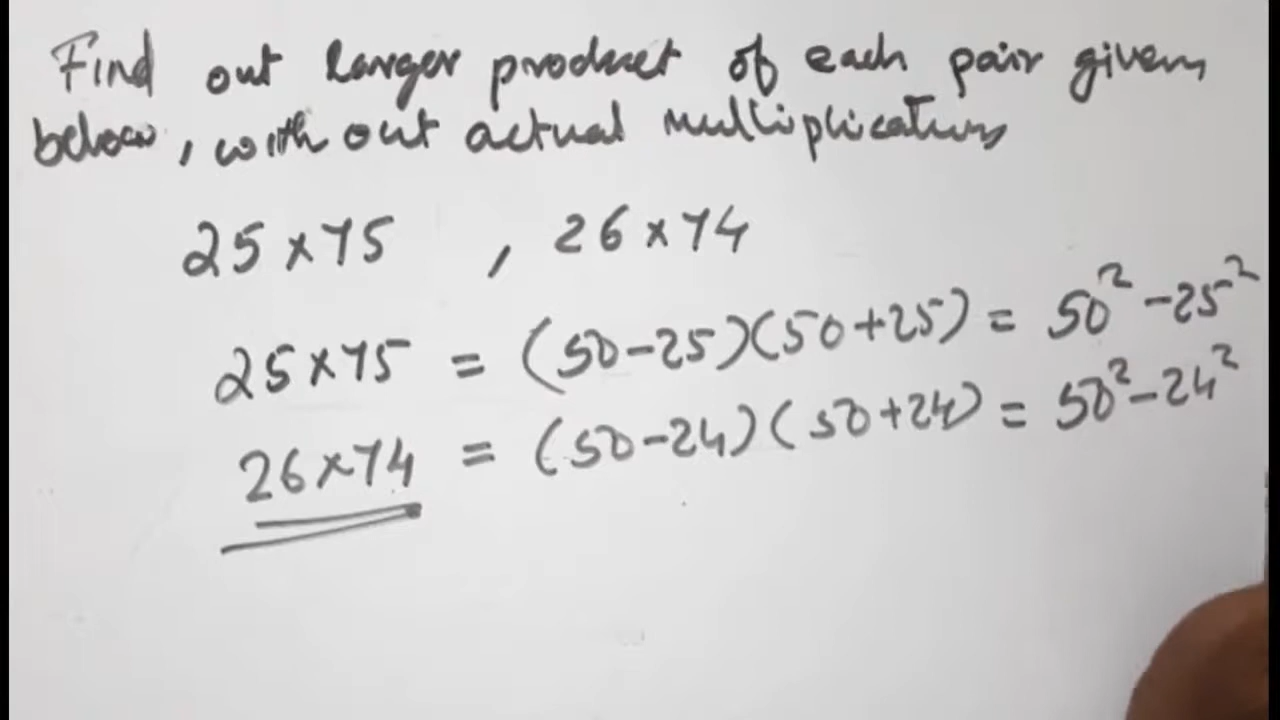 Find out larger product of each pair given
below, with out actual multiplication
25 × 75 , 26 × 74
25 × 75 = (50-25)(50+25) = 50² - 25²
26 × 74 = (50-24)(50+24) = 50² - 24²